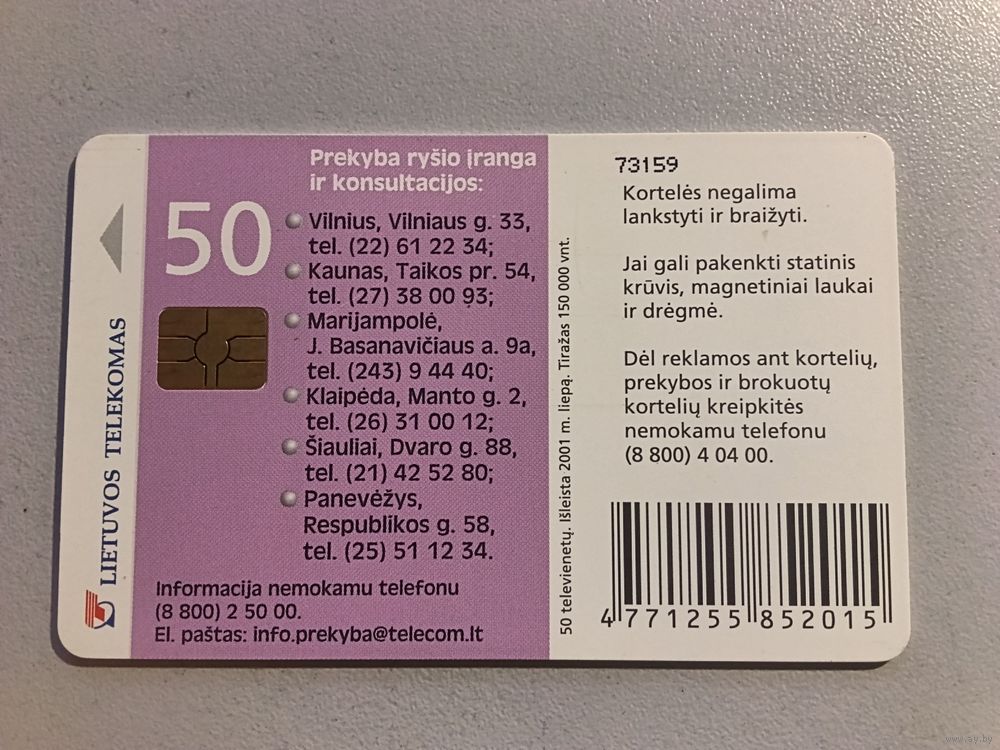 LIETUVOS TELEKOMAS
50
Prekyba ryšio įranga
ir konsultacijos:
Vilnius, Vilniaus g. 33,
tel. (22) 61 22 34;
Kaunas, Taikos pr. 54,
tel. (27) 38 00 93;
Marijampolė,
J. Basanavičiaus a. 9a,
tel. (243) 9 44 40;
Klaipėda, Manto g. 2,
tel. (26) 31 00 12;
Šiauliai, Dvaro g. 88,
tel. (21) 42 52 80;
Panevėžys,
Respublikos g. 58,
tel. (25) 51 12 34.
Informacija nemokamu telefonu
(8 800) 2 50 00.
El. paštas: info.prekyba@telecom.lt
50 televienetų. Išleista 2001 m. liepą. Tiražas 150 000 vnt.
73159
Kortelės negalima
lankstyti ir braižyti.
Jai gali pakenkti statinis
krūvis, magnetiniai laukai
ir drėgmė.
Dėl reklamos ant kortelių,
prekybos ir brokuotų
kortelių kreipkitės
nemokamu telefonu
(8 800) 4 04 00.
4 771255 852015
www.ay.by